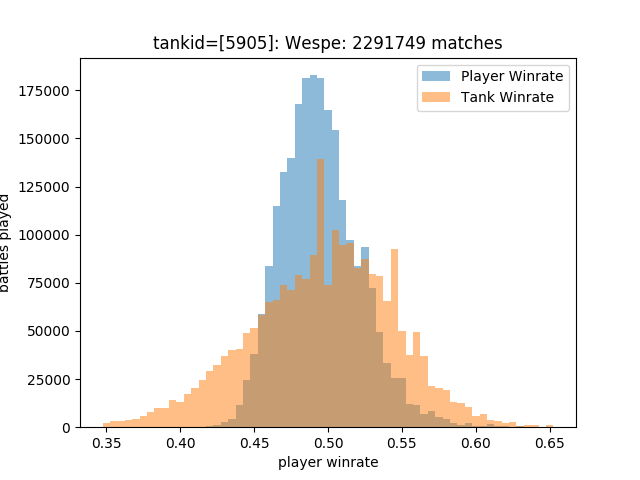 tankid=[5905]: Wespe: 2291749 matches
Player Winrate
Tank Winrate
175000
150000
125000
100000
75000
50000
25000
0
battles played
0.35 0.40 0.45 0.50 0.55 0.60 0.65
player winrate